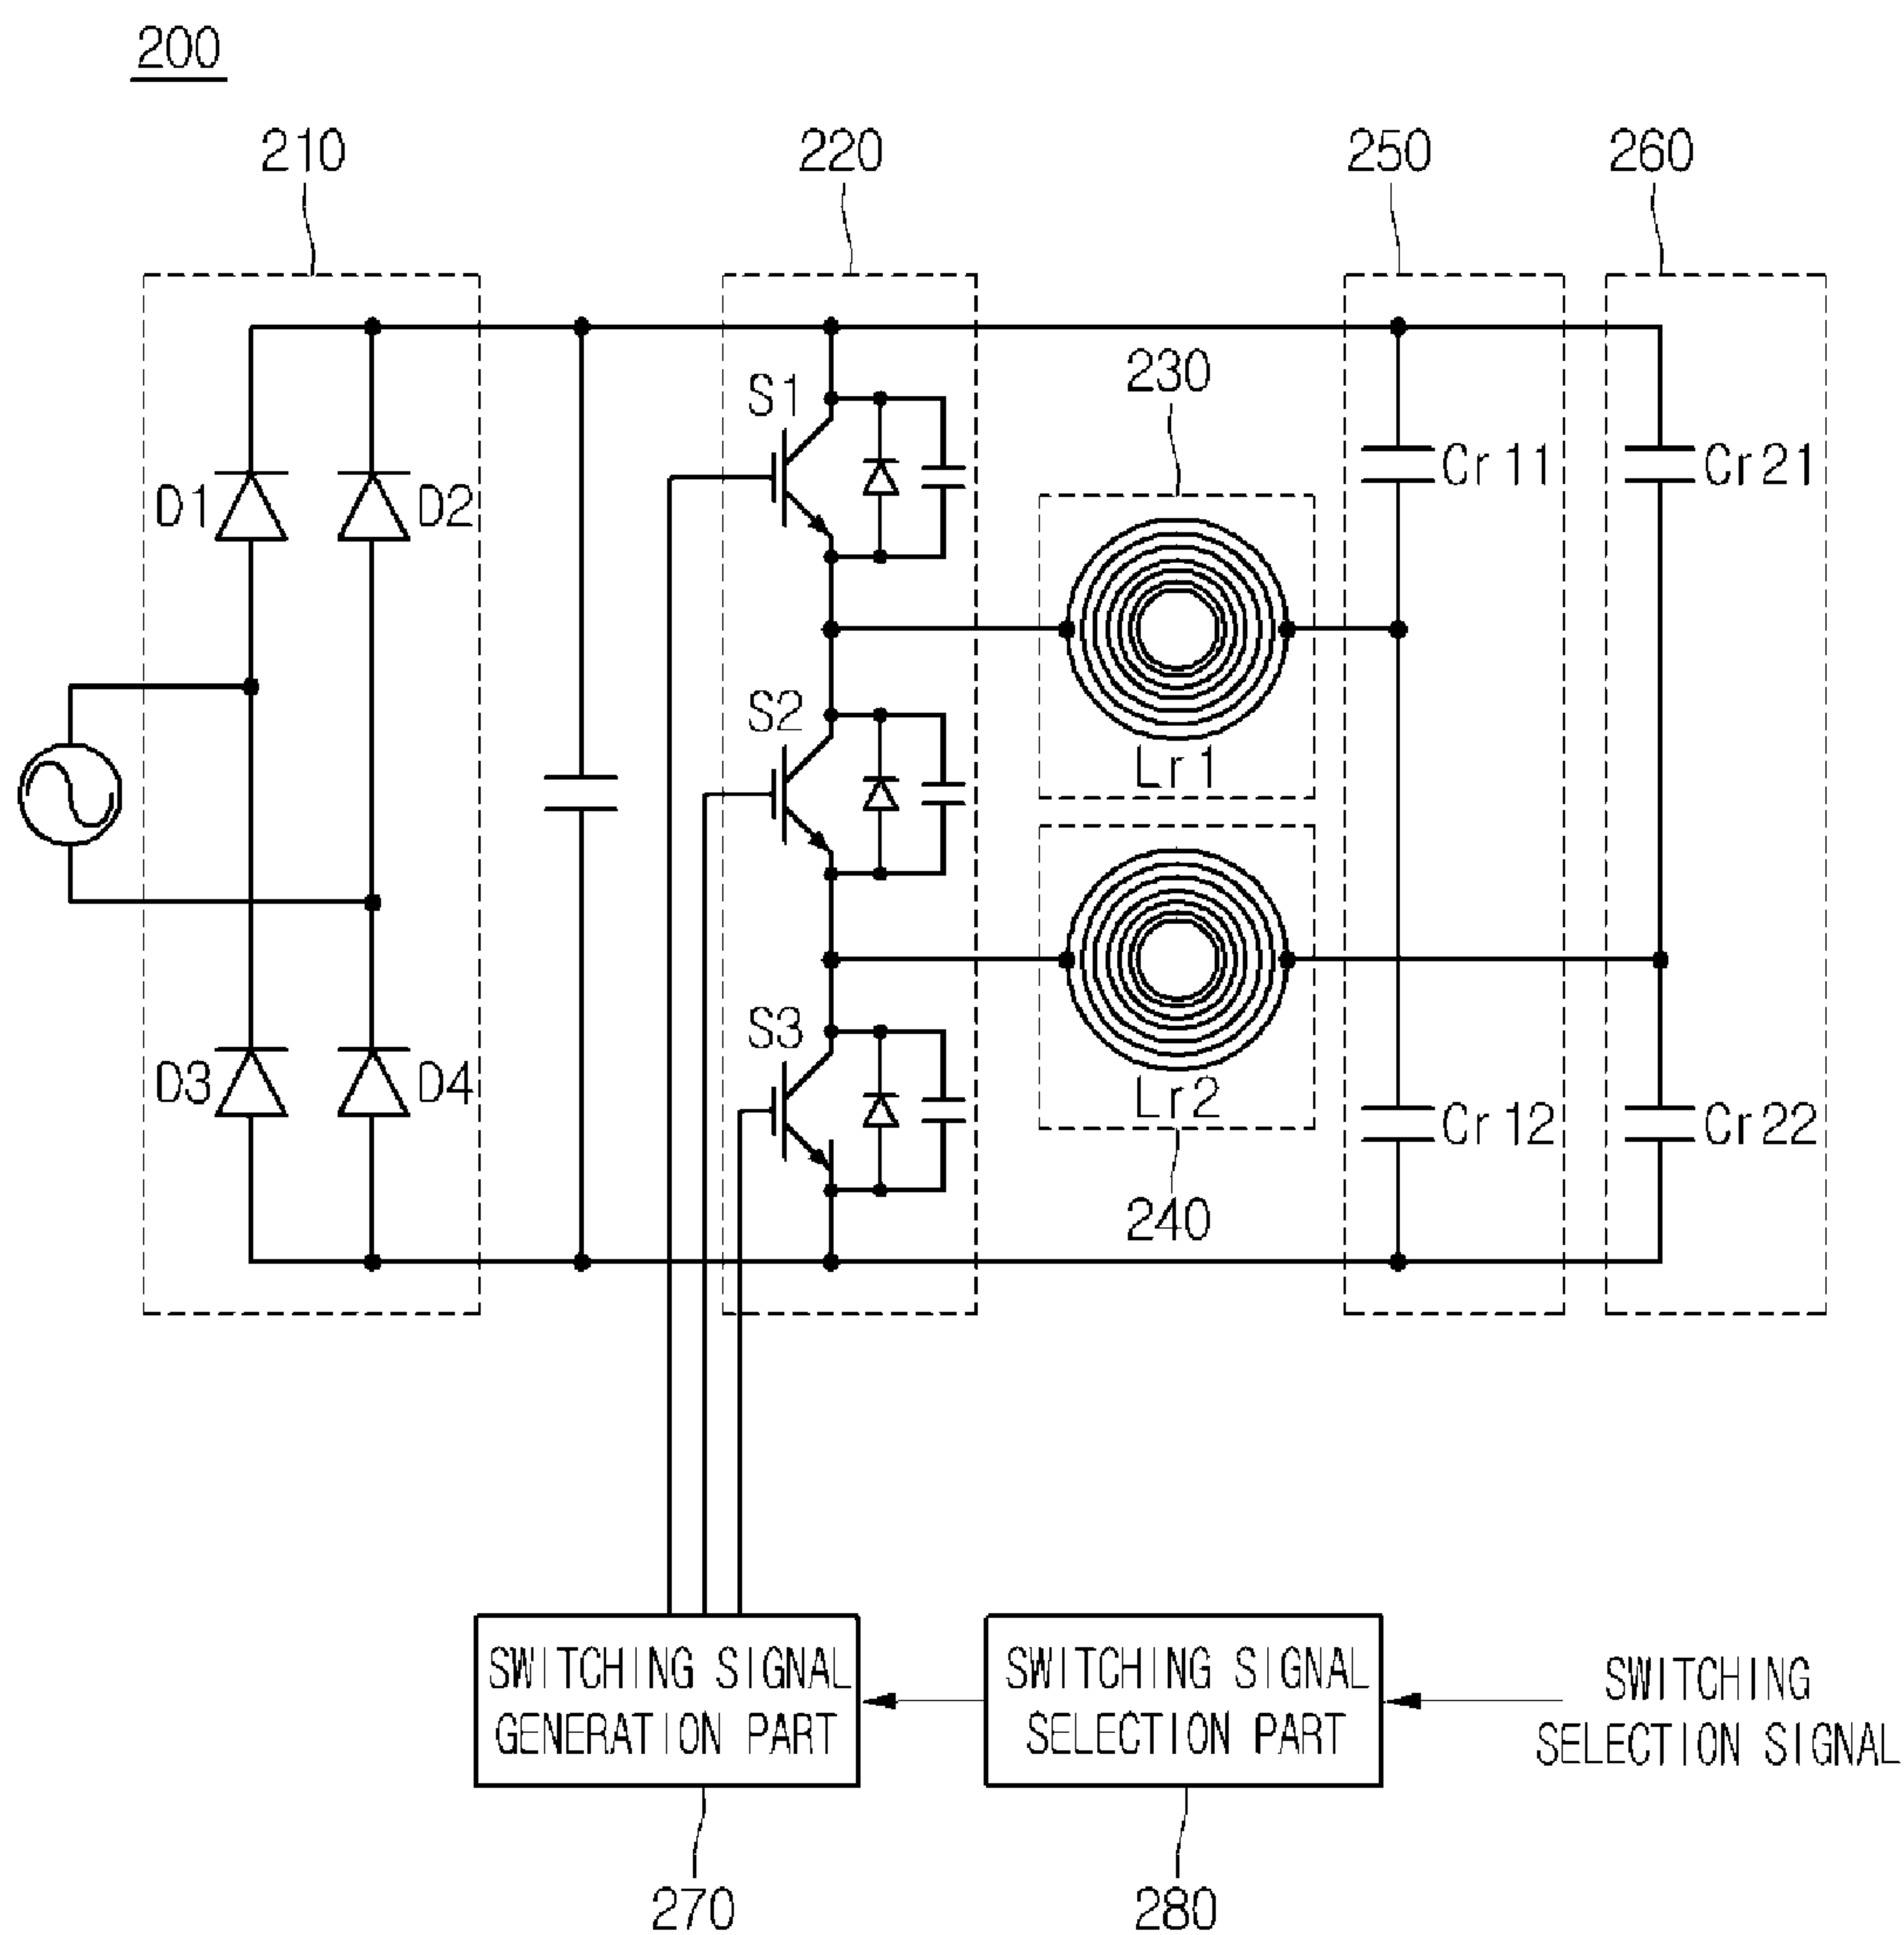 200
210
220
250
260
230
S1
Cr11
Cr21
D1
D2
S2
Lr1
S3
D3
D4
Lr2
Cr12
Cr22
240
SWITCHING SIGNAL
GENERATION PART
SWITCHING SIGNAL
SELECTION PART
SWITCHING
SELECTION SIGNAL
270
280